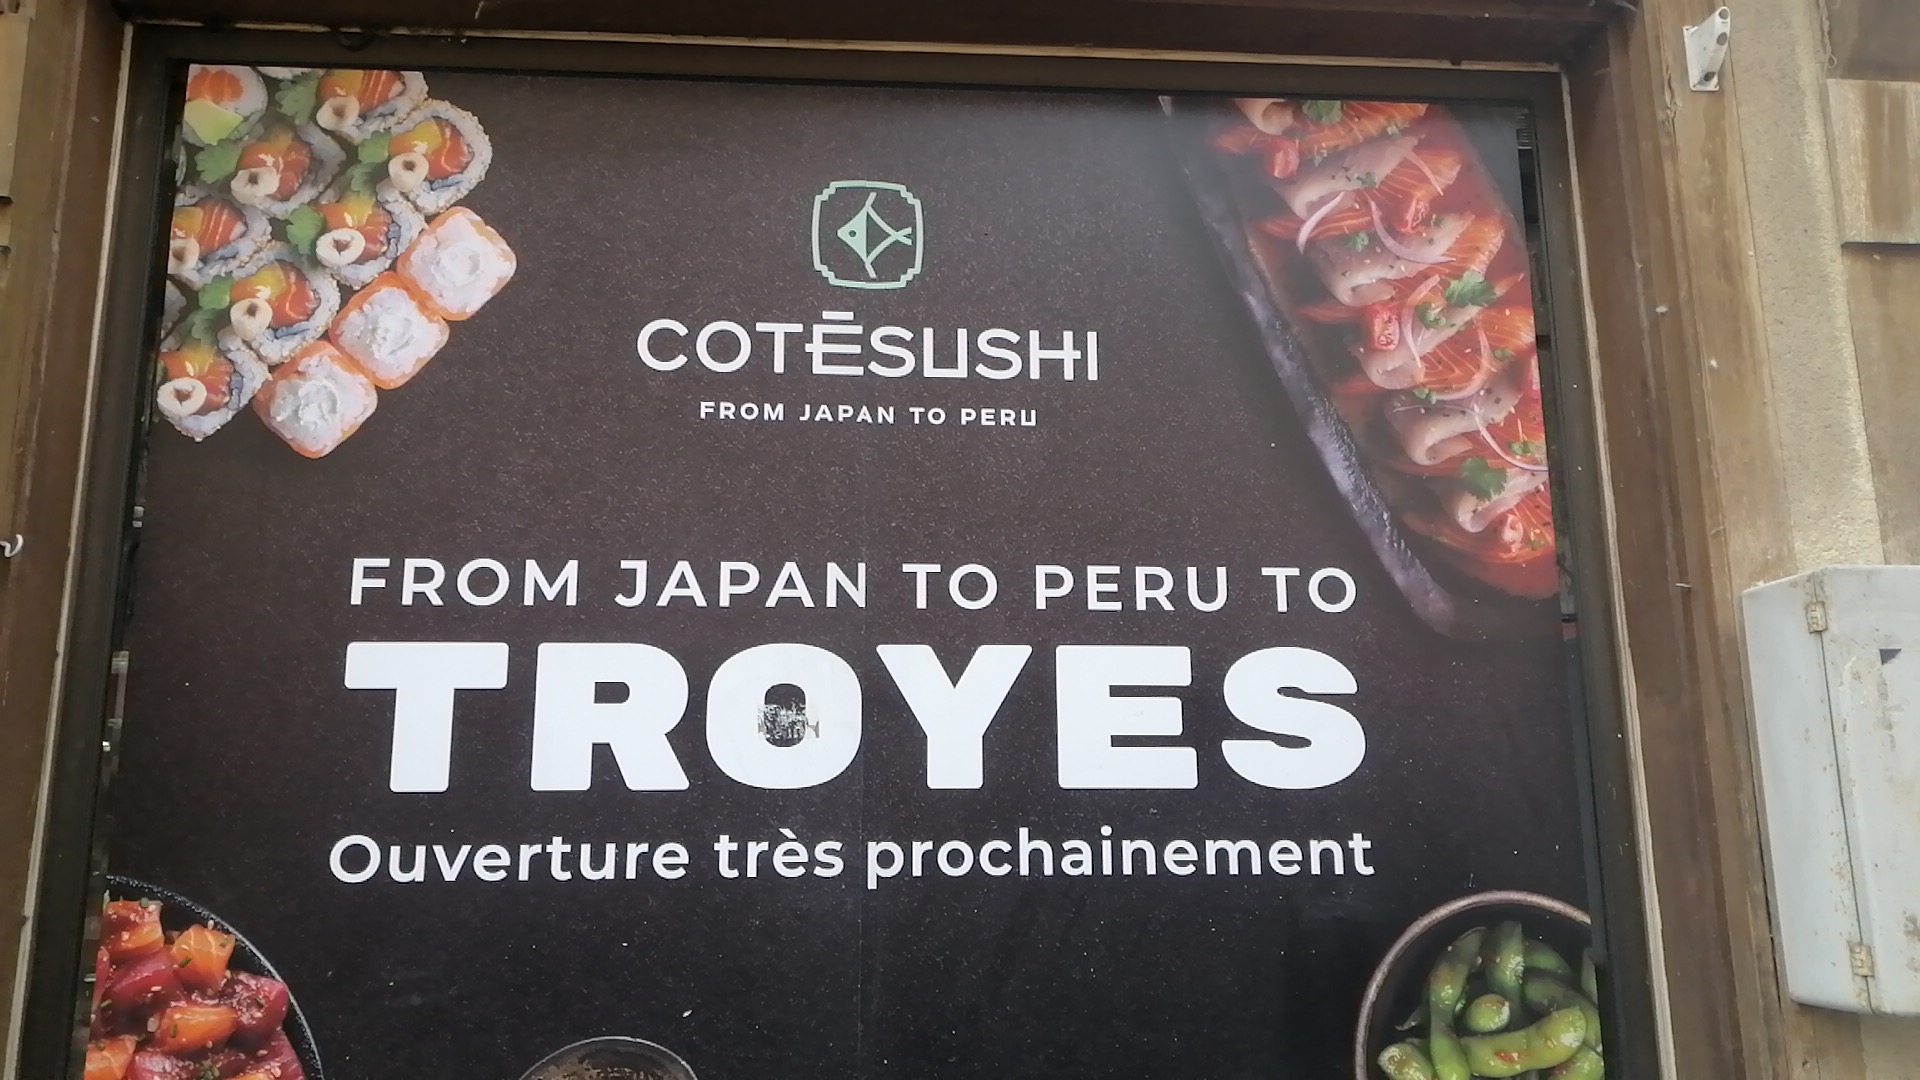 COTĒSUSHI
FROM JAPAN TO PERU
FROM JAPAN TO PERU TO
TROYES
Ouverture très prochainement